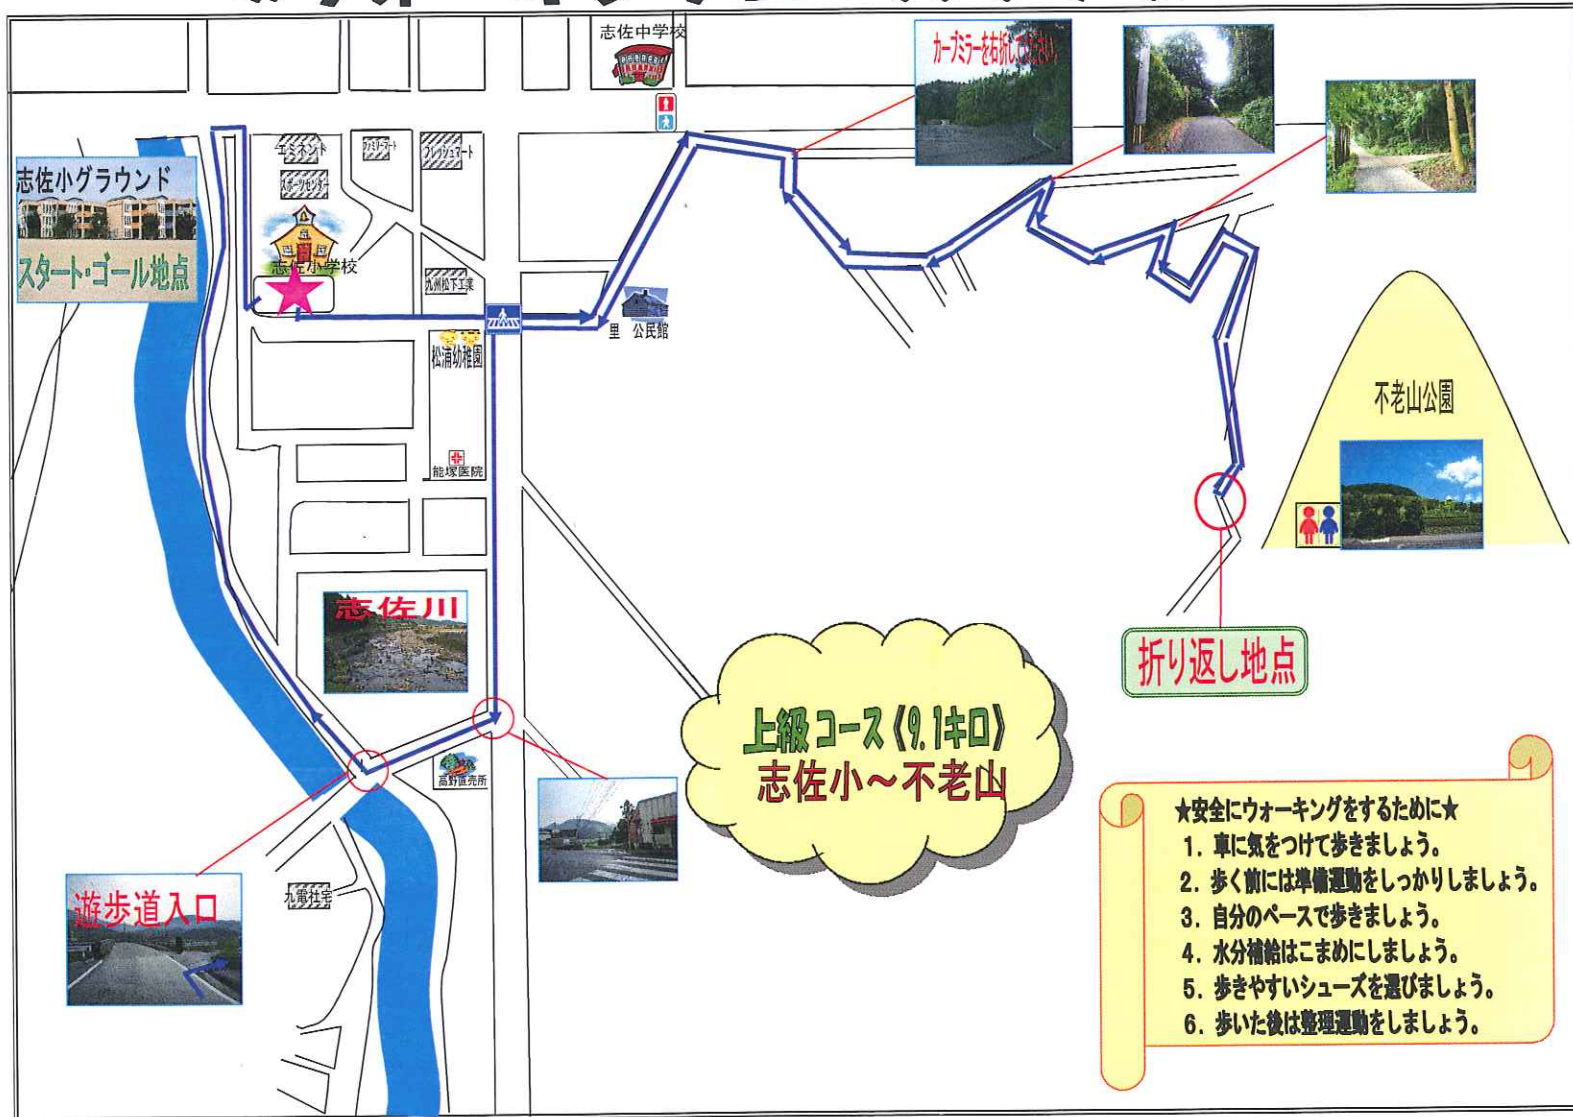 志佐中学校
カーブミラーを右折してください
エミネント
ファミリーマート
フレッシュマート
スポーツセンター
志佐小グラウンド
スタート・ゴール地点
志佐小学校
九州松下工業
里 公民館
松浦幼稚園
能塚医院
不老山公園
志佐川
折り返し地点
上級コース《9.1キロ》
志佐小～不老山
高野直売所
遊歩道入口
九電社宅
★安全にウォーキングをするために★
1. 車に気をつけて歩きましょう。
2. 歩く前には準備運動をしっかりしましょう。
3. 自分のペースで歩きましょう。
4. 水分補給はこまめにしましょう。
5. 歩きやすいシューズを選びましょう。
6. 歩いた後は整理運動をしましょう。